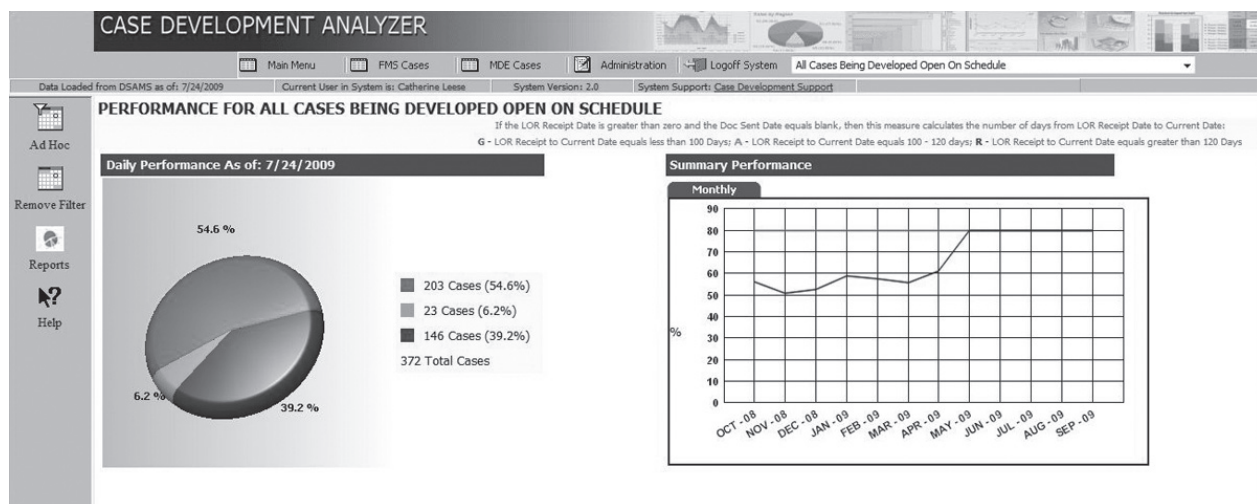 CASE DEVELOPMENT ANALYZER
Main Menu FMS Cases MDE Cases Administration Logoff System All Cases Being Developed Open On Schedule
Data Loaded from DSAMS as of: 7/24/2009 Current User in System is: Catherine Leese System Version: 2.0 System Support: Case Development Support
Ad Hoc
Remove Filter
Reports
Help
PERFORMANCE FOR ALL CASES BEING DEVELOPED OPEN ON SCHEDULE
If the LOR Receipt Date is greater than zero and the Doc Sent Date equals blank, then this measure calculates the number of days from LOR Receipt Date to Current Date:
G - LOR Receipt to Current Date equals less than 100 Days; A - LOR Receipt to Current Date equals 100 - 120 days; R - LOR Receipt to Current Date equals greater than 120 Days
Daily Performance As of: 7/24/2009
54.6 %
6.2 %
39.2 %
203 Cases (54.6%)
23 Cases (6.2%)
146 Cases (39.2%)
372 Total Cases
Summary Performance
Monthly
90
80
70
60
50
40
30
20
10
0
%
OCT -08 NOV -08 DEC -08 JAN -09 FEB -09 MAR -09 APR -09 MAY -09 JUN -09 JUL -09 AUG -09 SEP -09